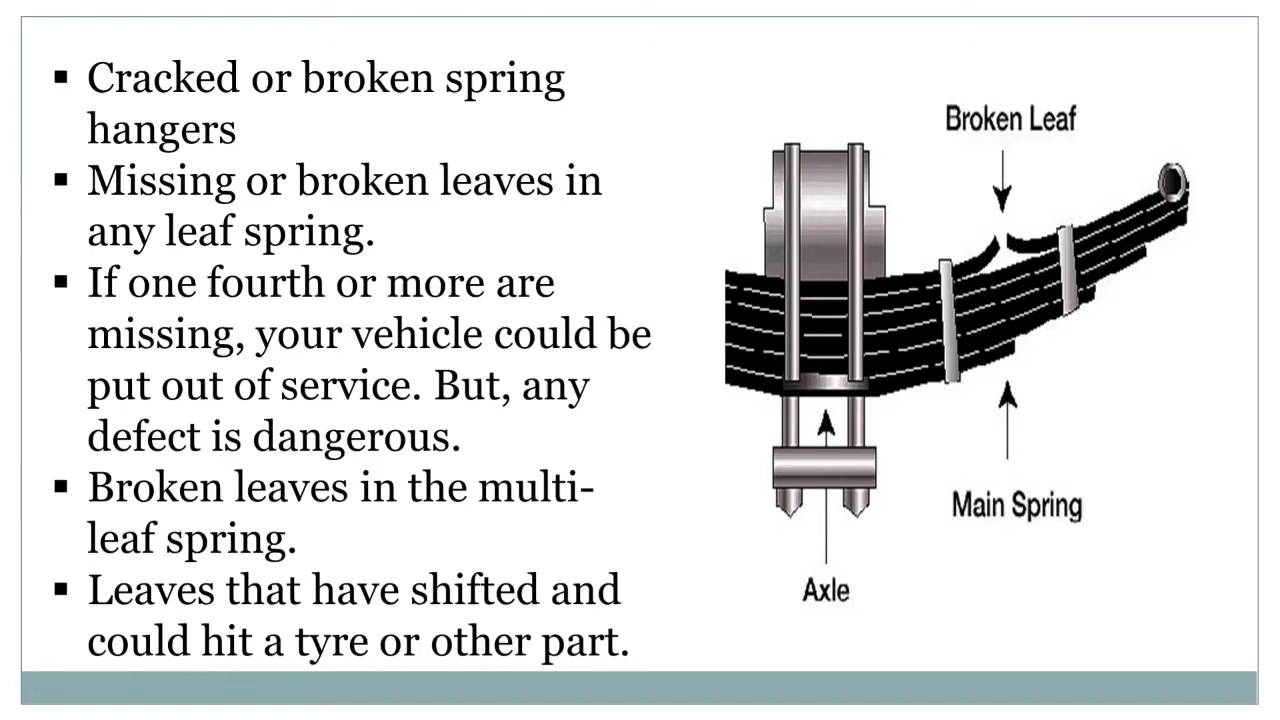 ▪ Cracked or broken spring
hangers
▪ Missing or broken leaves in
any leaf spring.
▪ If one fourth or more are
missing, your vehicle could be
put out of service. But, any
defect is dangerous.
▪ Broken leaves in the multi-
leaf spring.
▪ Leaves that have shifted and
could hit a tyre or other part.
Broken Leaf
Main Spring
Axle